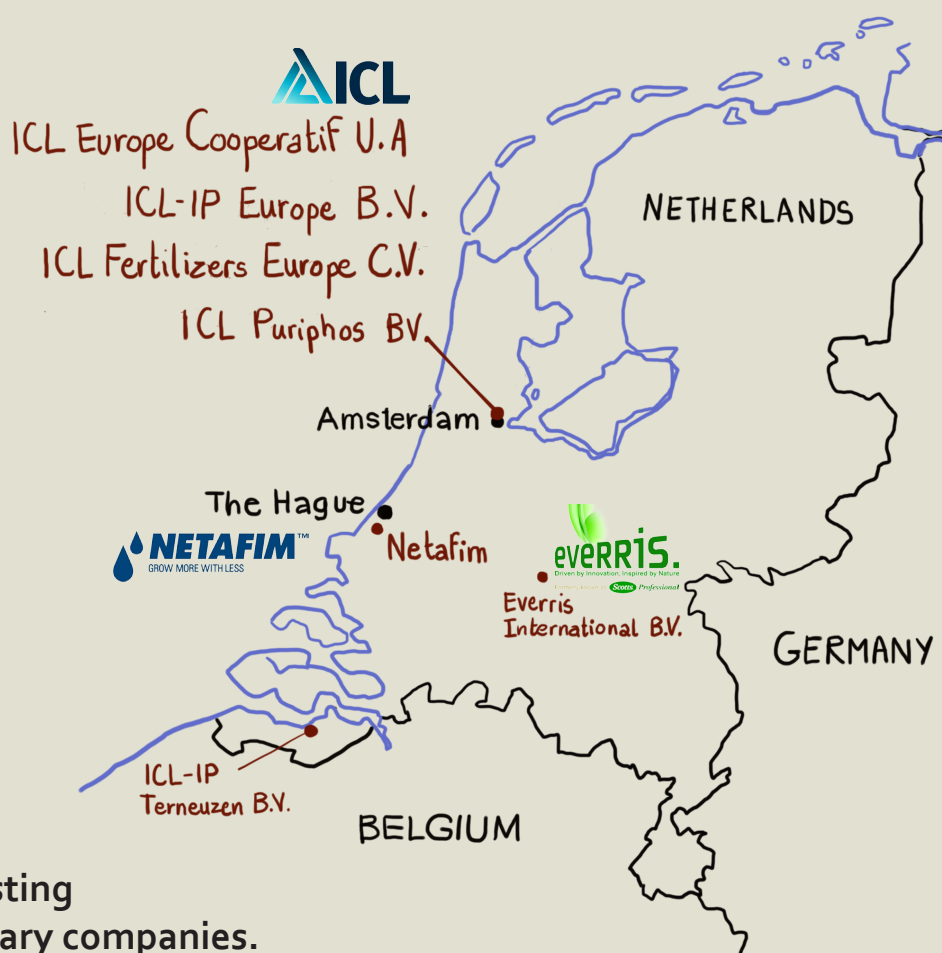 ICL
ICL Europe Cooperatif U.A
ICL-IP Europe B.V.
ICL Fertilizers Europe C.V.
ICL Puriphos BV.
NETHERLANDS
Amsterdam
The Hague
NETAFIM™
GROW MORE WITH LESS
Netafim
everris.
Driven by Innovation, Inspired by Nature
Scotts Professional
Everris
International B.V.
GERMANY
ICL-IP
Terneuzen B.V.
BELGIUM
sting
ary companies.